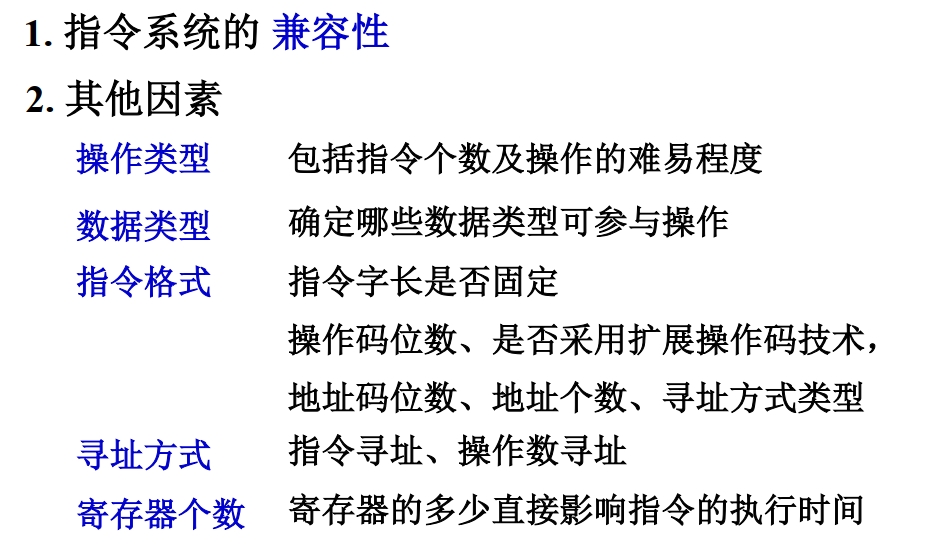 1. 指令系统的 兼容性
2. 其他因素
操作类型 包括指令个数及操作的难易程度
数据类型 确定哪些数据类型可参与操作
指令格式 指令字长是否固定
操作码位数、是否采用扩展操作码技术，
地址码位数、地址个数、寻址方式类型
寻址方式 指令寻址、操作数寻址
寄存器个数 寄存器的多少直接影响指令的执行时间